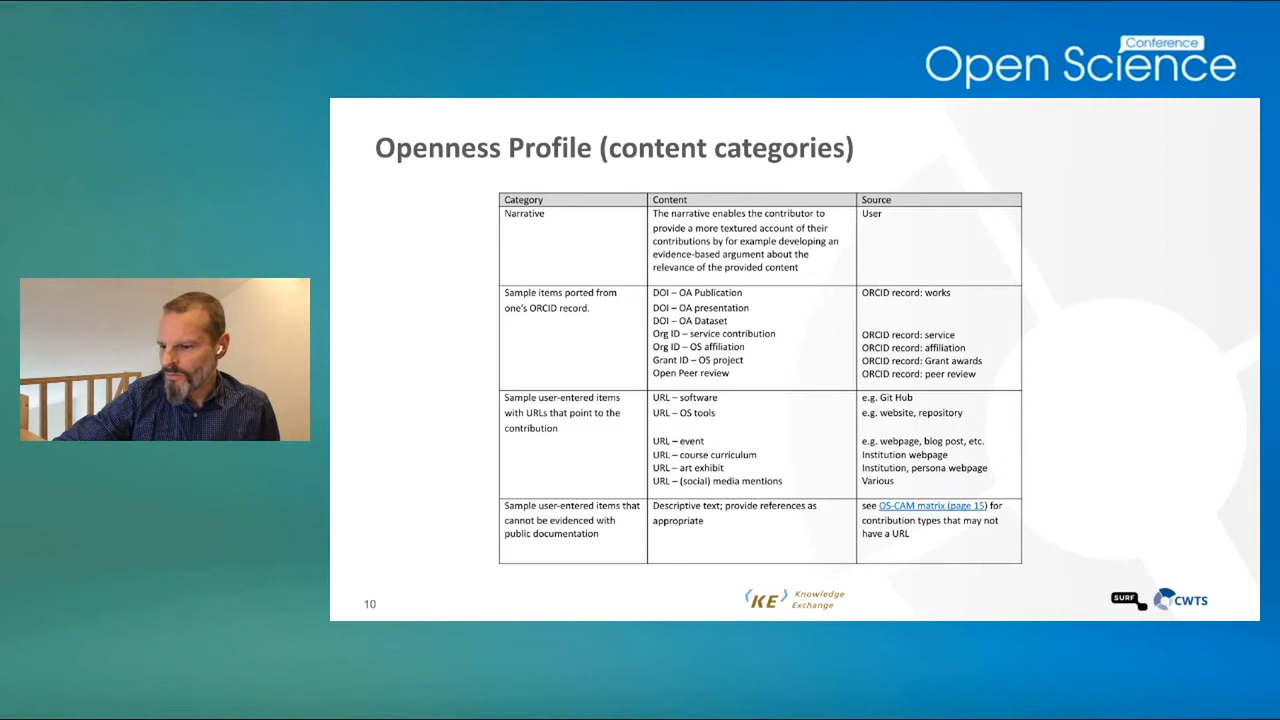 Conference
Open Science
Openness Profile (content categories)
Category Content Source
Narrative The narrative enables the contributor to User
provide a more textured account of their
contributions by for example developing an
evidence-based argument about the
relevance of the provided content
Sample items ported from DOI – OA Publication ORCID record: works
one's ORCID record. DOI – OA presentation
DOI – OA Dataset
Org ID – service contribution ORCID record: service
Org ID – OS affiliation ORCID record: affiliation
Grant ID – OS project ORCID record: Grant awards
Open Peer review ORCID record: peer review
Sample user-entered items URL – software e.g. Git Hub
with URLs that point to the URL – OS tools e.g. website, repository
contribution
URL – event e.g. webpage, blog post, etc.
URL – course curriculum Institution webpage
URL – art exhibit Institution, persona webpage
URL – (social) media mentions Various
Sample user-entered items that Descriptive text; provide references as see OS-CAM matrix (page 15) for
cannot be evidenced with appropriate contribution types that may not
public documentation have a URL
10
KE Knowledge
Exchange
SURF
CWTS